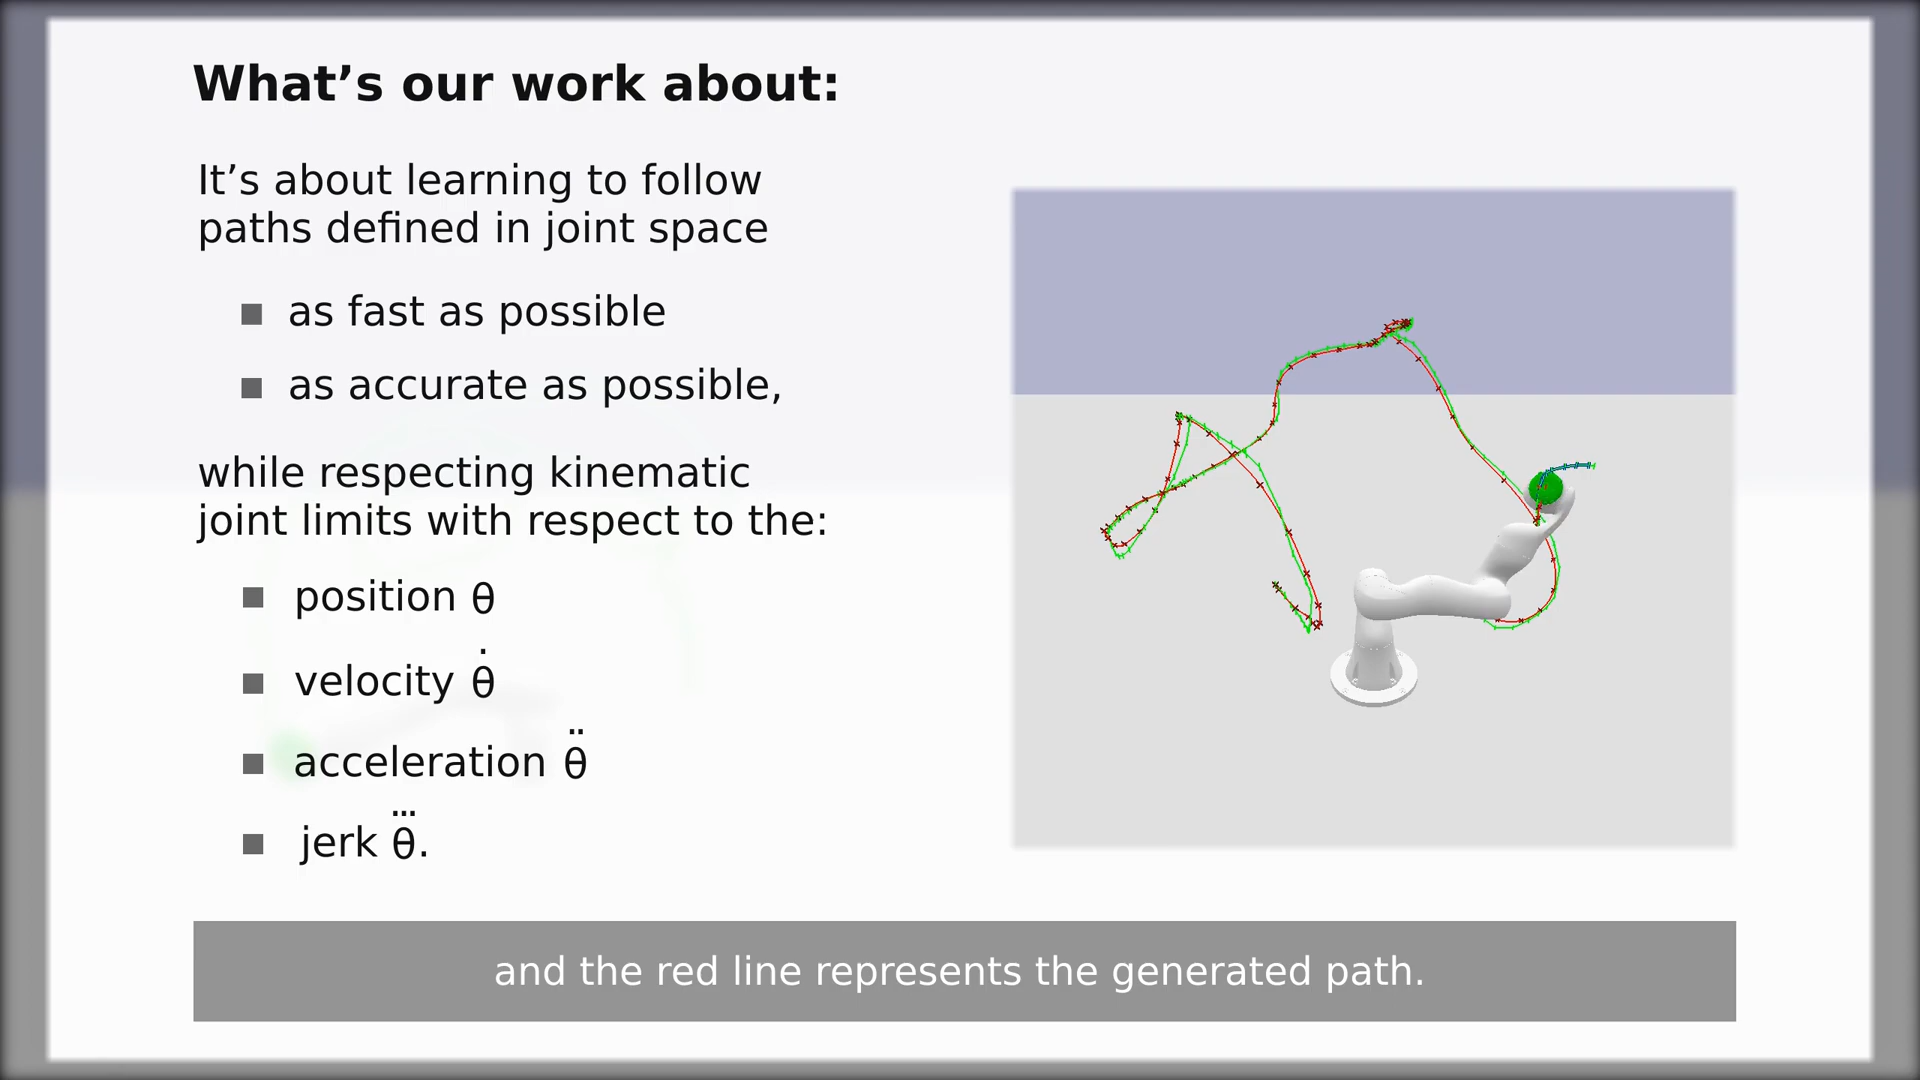 What’s our work about:
It’s about learning to follow
paths defined in joint space
■ as fast as possible
■ as accurate as possible,
while respecting kinematic
joint limits with respect to the:
■ position θ
■ velocity θ̇
■ acceleration θ̈
■ jerk θ⃛.
and the red line represents the generated path.